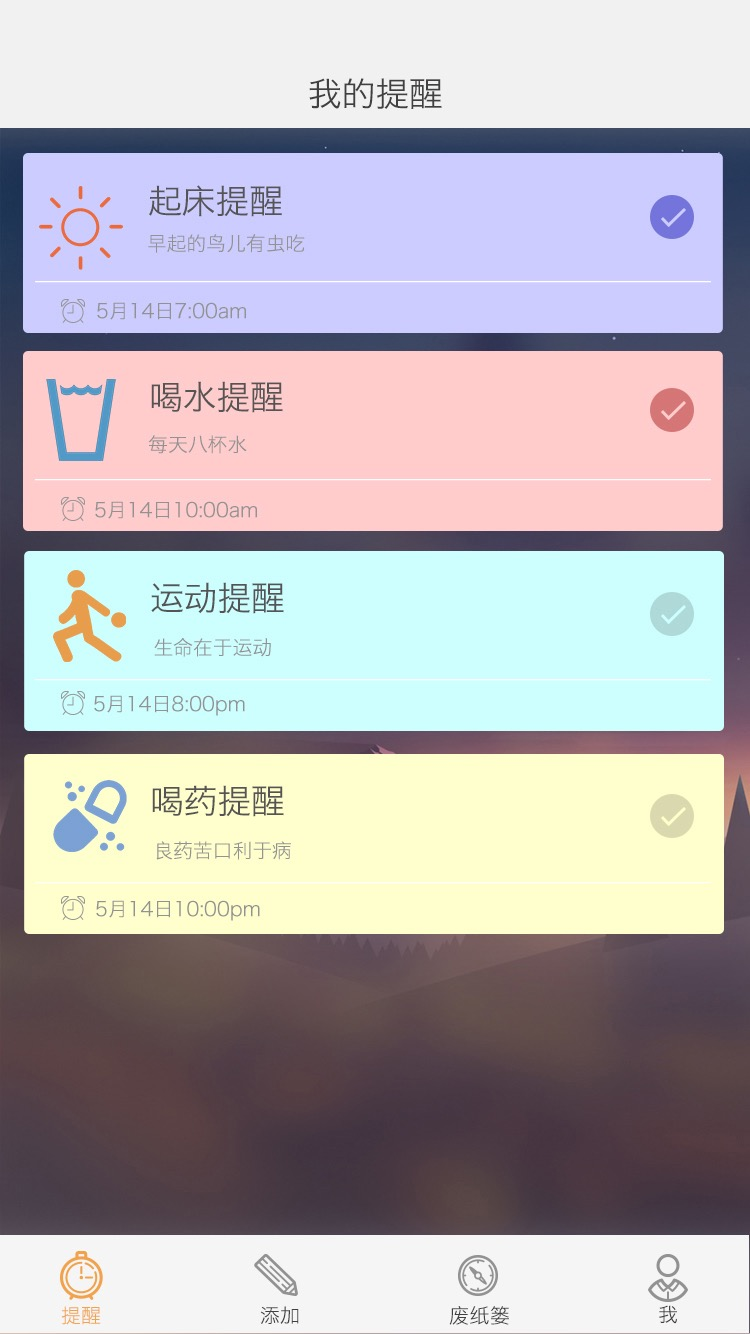 我的提醒
起床提醒
早起的鸟儿有虫吃
5月14日7:00am
喝水提醒
每天八杯水
5月14日10:00am
运动提醒
生命在于运动
5月14日8:00pm
喝药提醒
良药苦口利于病
5月14日10:00pm
提醒 添加 废纸篓 我